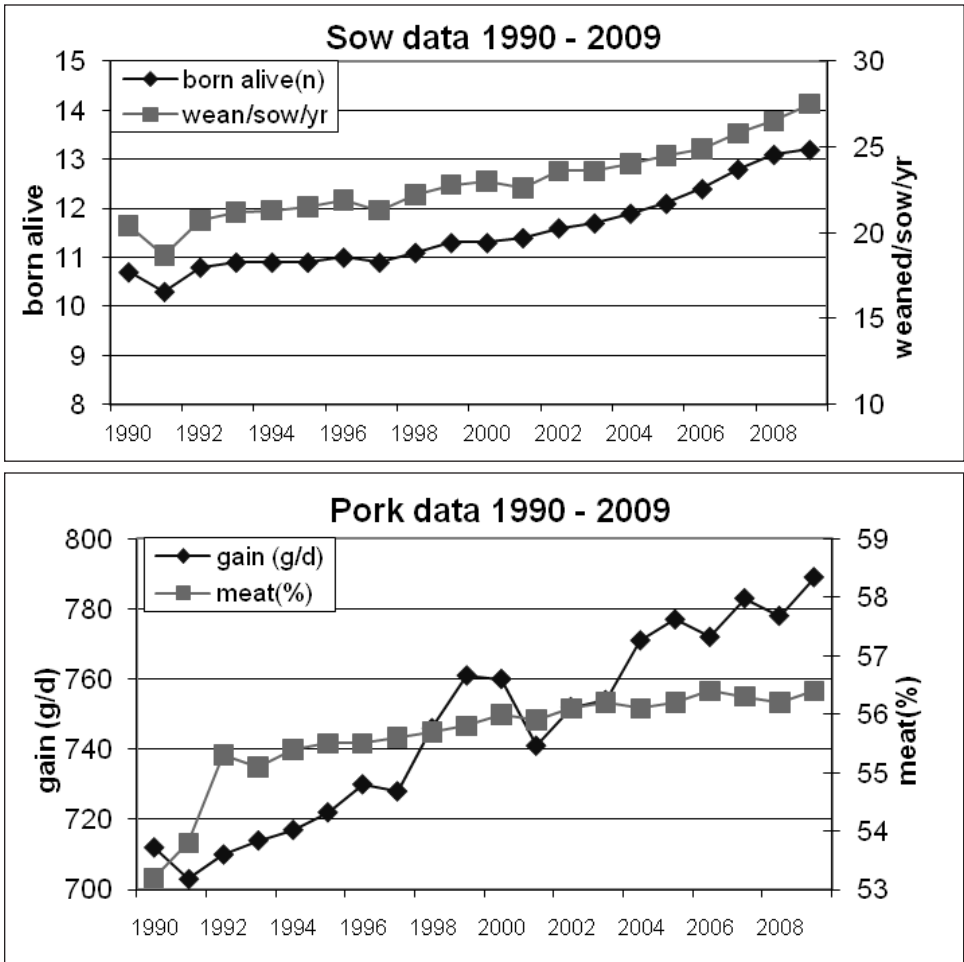 Sow data 1990 - 2009
born alive(n)
wean/sow/yr
born alive
15
14
13
12
11
10
9
8
30
25
20
15
10
weaned/sow/yr
1990 1992 1994 1996 1998 2000 2002 2004 2006 2008
Pork data 1990 - 2009
gain (g/d)
meat(%)
gain (g/d)
800
780
760
740
720
700
59
58
57
56
55
54
53
meat(%)
1990 1992 1994 1996 1998 2000 2002 2004 2006 2008